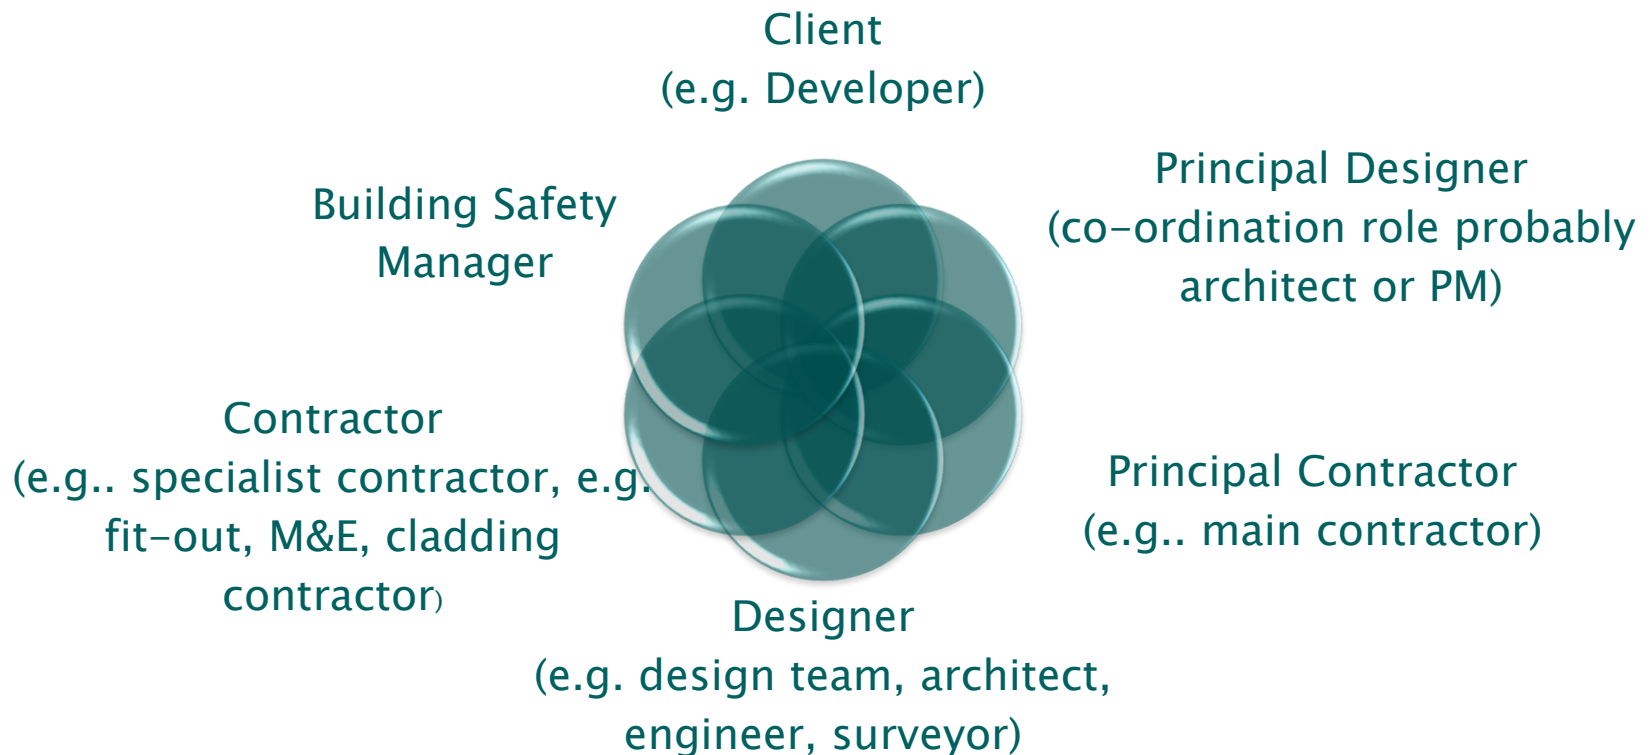 Client
(e.g. Developer)
Principal Designer
(co-ordination role probably
architect or PM)
Principal Contractor
(e.g.. main contractor)
Designer
(e.g. design team, architect,
engineer, surveyor)
Contractor
(e.g.. specialist contractor, e.g.
fit-out, M&E, cladding
contractor)
Building Safety
Manager